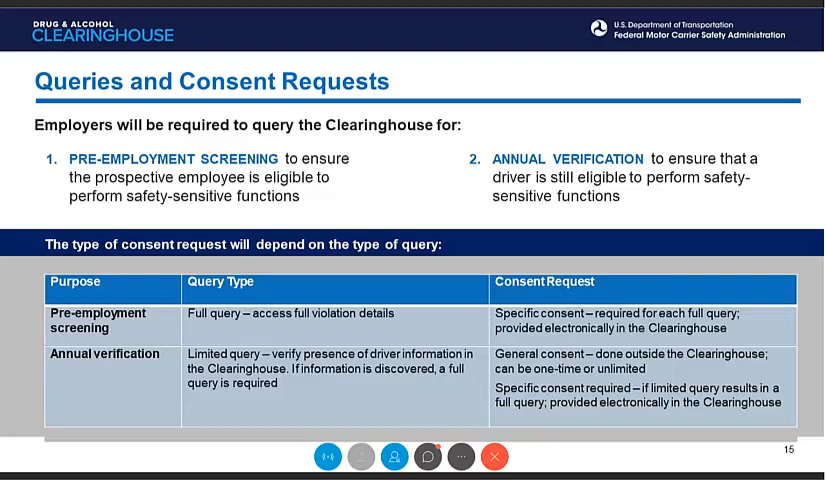 DRUG & ALCOHOL
CLEARINGHOUSE
U.S. Department of Transportation
Federal Motor Carrier Safety Administration
Queries and Consent Requests
Employers will be required to query the Clearinghouse for:
1. PRE-EMPLOYMENT SCREENING to ensure
the prospective employee is eligible to
perform safety-sensitive functions
2. ANNUAL VERIFICATION to ensure that a
driver is still eligible to perform safety-
sensitive functions
The type of consent request will depend on the type of query:
Purpose
Query Type
Consent Request
Pre-employment
screening
Full query – access full violation details
Specific consent – required for each full query;
provided electronically in the Clearinghouse
Annual verification
Limited query – verify presence of driver information in
the Clearinghouse. If information is discovered, a full
query is required
General consent – done outside the Clearinghouse;
can be one-time or unlimited
Specific consent required – if limited query results in a
full query; provided electronically in the Clearinghouse
15